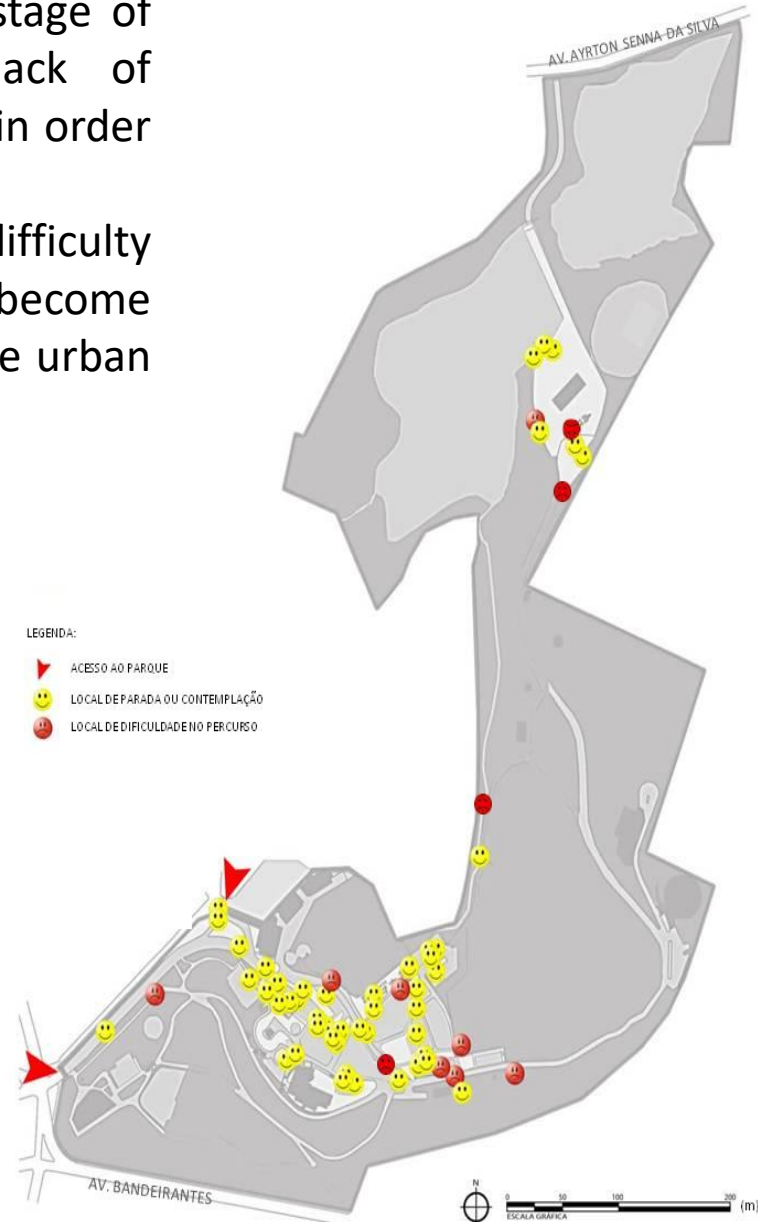 stage of
ack of
in order
difficulty
become
e urban
AV. AYRTON SENNA DA SILVA
LEGENDA:
ACESSO AO PARQUE
LOCAL DE PARADA OU CONTEMPLAÇÃO
LOCAL DE DIFICULDADE NO PERCURSO
AV. BANDEIRANTES
N
0 50 100 200 (m)
ESCALA GRÁFICA